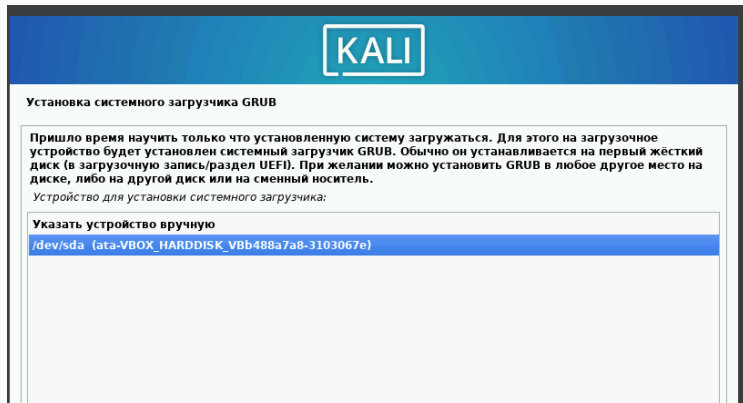 KALI
Установка системного загрузчика GRUB
Пришло время научить только что установленную систему загружаться. Для этого на загрузочное
устройство будет установлен системный загрузчик GRUB. Обычно он устанавливается на первый жёсткий
диск (в загрузочную запись/раздел UEFI). При желании можно установить GRUB в любое другое место на
диске, либо на другой диск или на сменный носитель.
Устройство для установки системного загрузчика:
Указать устройство вручную
/dev/sda (ata-VBOX_HARDDISK_VBb488a7a8-3103067e)